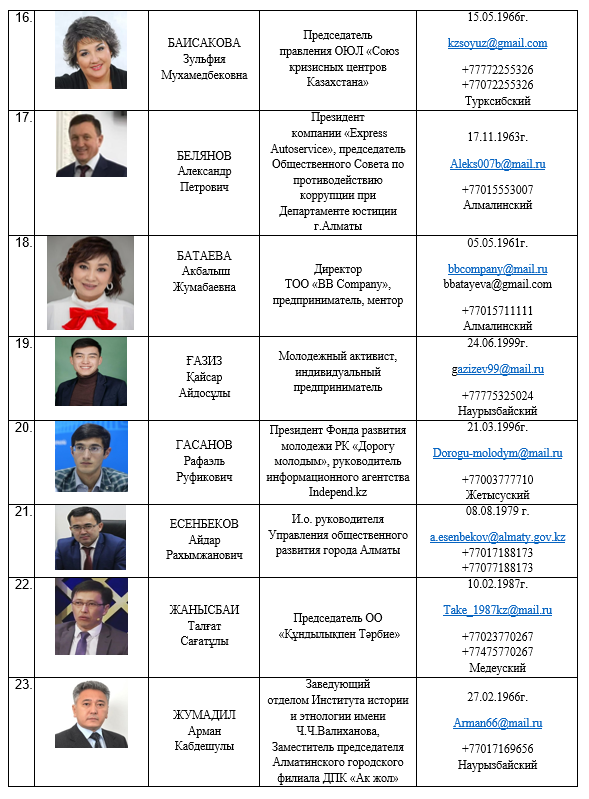 16.
БАИСАКОВА
Зульфия
Мухамедбековна
Председатель
правления ОЮЛ «Союз
кризисных центров
Казахстана»
15.05.1966г.
kzsoyuz@gmail.com
+77772255326
+77072255326
Турксибский
17.
БЕЛЯНОВ
Александр
Петрович
Президент
компании «Express
Autoservice», председатель
Общественного Совета по
противодействию
коррупции при
Департаменте юстиции
г.Алматы
17.11.1963г.
Aleks007b@mail.ru
+77015553007
Алмалинский
18.
БАТАЕВА
Акбалыш
Жумабаевна
Директор
ТОО «BB Company»,
предприниматель, ментор
05.05.1961г.
bbcompany@mail.ru
bbatayeva@gmail.com
+77015711111
Алмалинский
19.
ҒАЗИЗ
Қайсар
Айдосұлы
Молодежный активист,
индивидуальный
предприниматель
24.06.1999г.
gazizev99@mail.ru
+77775325024
Наурызбайский
20.
ГАСАНОВ
Рафаэль
Руфикович
Президент Фонда развития
молодежи РК «Дорогу
молодым», руководитель
информационного агентства
Independ.kz
21.03.1996г.
Dorogu-molodym@mail.ru
+77003777710
Жетысуский
21.
ЕСЕНБЕКОВ
Айдар
Рахымжанович
И.о. руководителя
Управления общественного
развития города Алматы
08.08.1979 г.
a.esenbekov@almaty.gov.kz
+77017188173
+77077188173
22.
ЖАНЫСБАИ
Талғат
Сағатұлы
Председатель ОО
«Құндылықпен Тәрбие»
10.02.1987г.
Take_1987kz@mail.ru
+77023770267
+77475770267
Медеуский
23.
ЖУМАДИЛ
Арман
Кабдешулы
Заведующий
отделом Института истории
и этнологии имени
Ч.Ч.Валиханова,
Заместитель председателя
Алматинского городского
филиала ДПК «Ак жол»
27.02.1966г.
Arman66@mail.ru
+77017169656
Наурызбайский